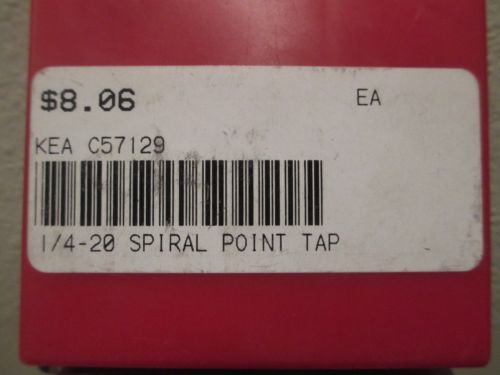 $8.06 EA
KEA C57129
1/4-20 SPIRAL POINT TAP